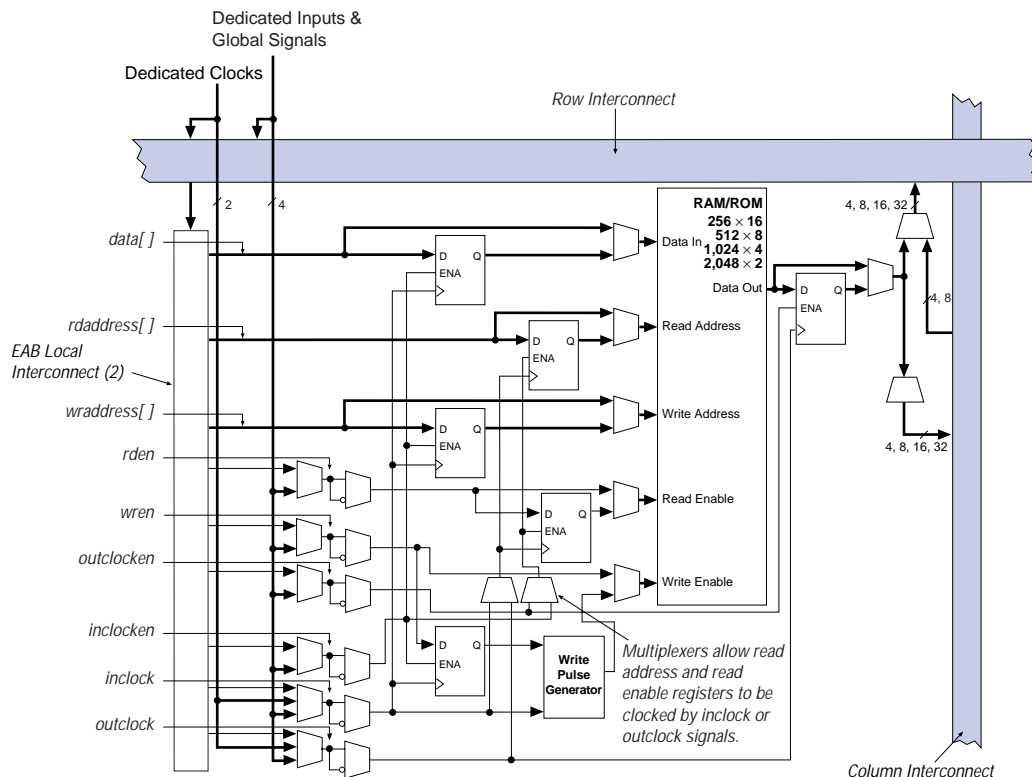 Dedicated Inputs &
Global Signals
Dedicated Clocks
Row Interconnect
2
4
4, 8, 16, 32
data[ ]
D
Q
ENA
Data In
RAM/ROM
256 × 16
512 × 8
1,024 × 4
2,048 × 2
Data Out
D
Q
ENA
4, 8
rdaddress[ ]
D
Q
ENA
Read Address
EAB Local
Interconnect (2)
wraddress[ ]
D
Q
ENA
Write Address
4, 8, 16, 32
rden
D
Q
ENA
Read Enable
wren
outclocken
Write Enable
inclocken
D
Q
ENA
Write
Pulse
Generator
Multiplexers allow read
address and read
enable registers to be
clocked by inclock or
outclock signals.
inclock
outclock
Column Interconnect